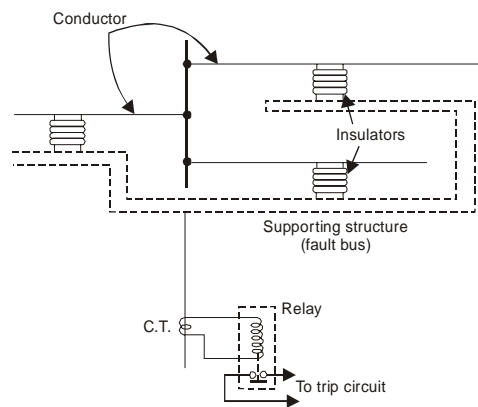 Conductor
Insulators
Supporting structure
(fault bus)
Relay
C.T.
To trip circuit